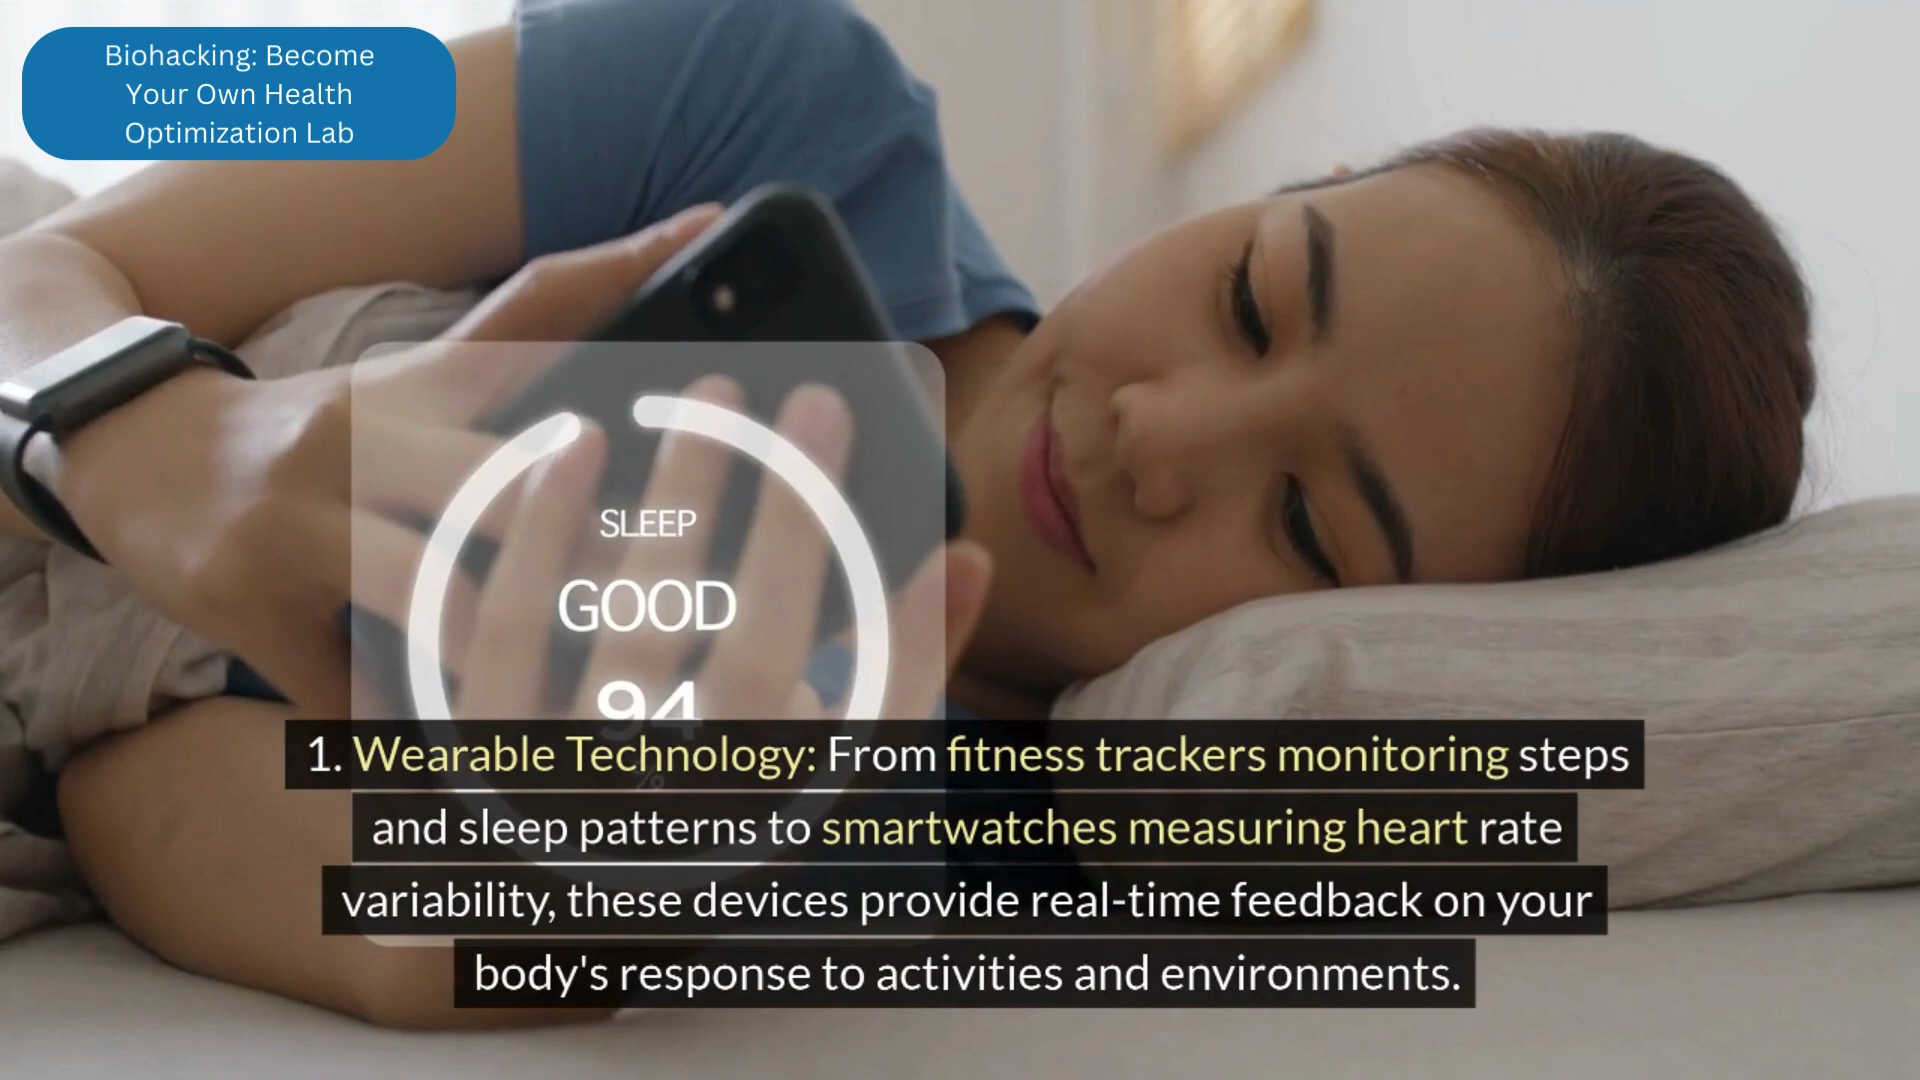 Biohacking: Become
Your Own Health
Optimization Lab
SLEEP
GOOD
94
%
1. Wearable Technology: From fitness trackers monitoring steps
and sleep patterns to smartwatches measuring heart rate
variability, these devices provide real-time feedback on your
body's response to activities and environments.